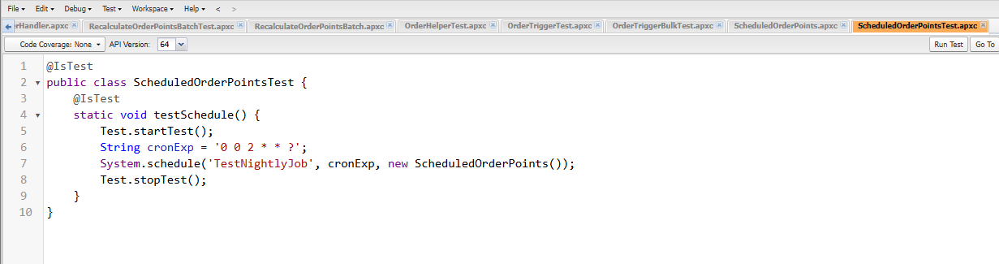 File Edit Debug Test Workspace Help < >
erHandler.apxc RecalculateOrderPointsBatchTest.apxc RecalculateOrderPointsBatch.apxc OrderHelperTest.apxc OrderTriggerTest.apxc OrderTriggerBulkTest.apxc ScheduledOrderPoints.apxc ScheduledOrderPointsTest.apxc
Code Coverage: None API Version: 64 Run Test Go To
1 @IsTest
2 public class ScheduledOrderPointsTest {
3 @IsTest
4 static void testSchedule() {
5 Test.startTest();
6 String cronExp = '0 0 2 * * ?';
7 System.schedule('TestNightlyJob', cronExp, new ScheduledOrderPoints());
8 Test.stopTest();
9 }
10 }